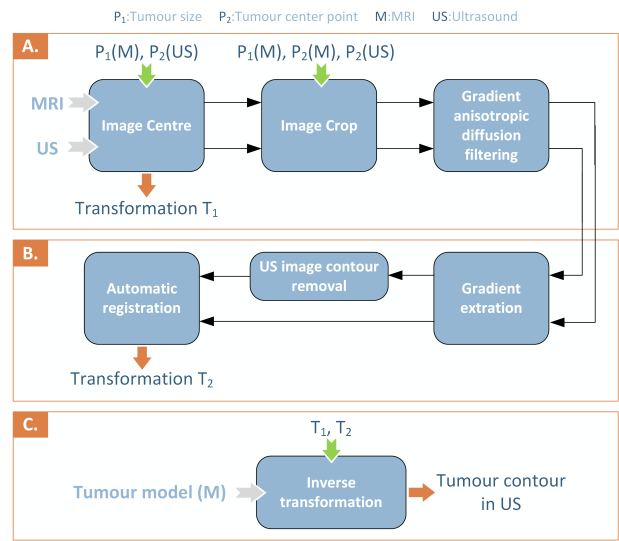 P1:Tumour size P2:Tumour center point M:MRI US:Ultrasound
A.
P1(M), P2(US)
P1(M), P2(M), P2(US)
MRI
US
Image Centre
Image Crop
Gradient
anisotropic
diffusion
filtering
Transformation T1
B.
Automatic
registration
US image contour
removal
Gradient
extration
Transformation T2
C.
T1, T2
Tumour model (M)
Inverse
transformation
Tumour contour
in US